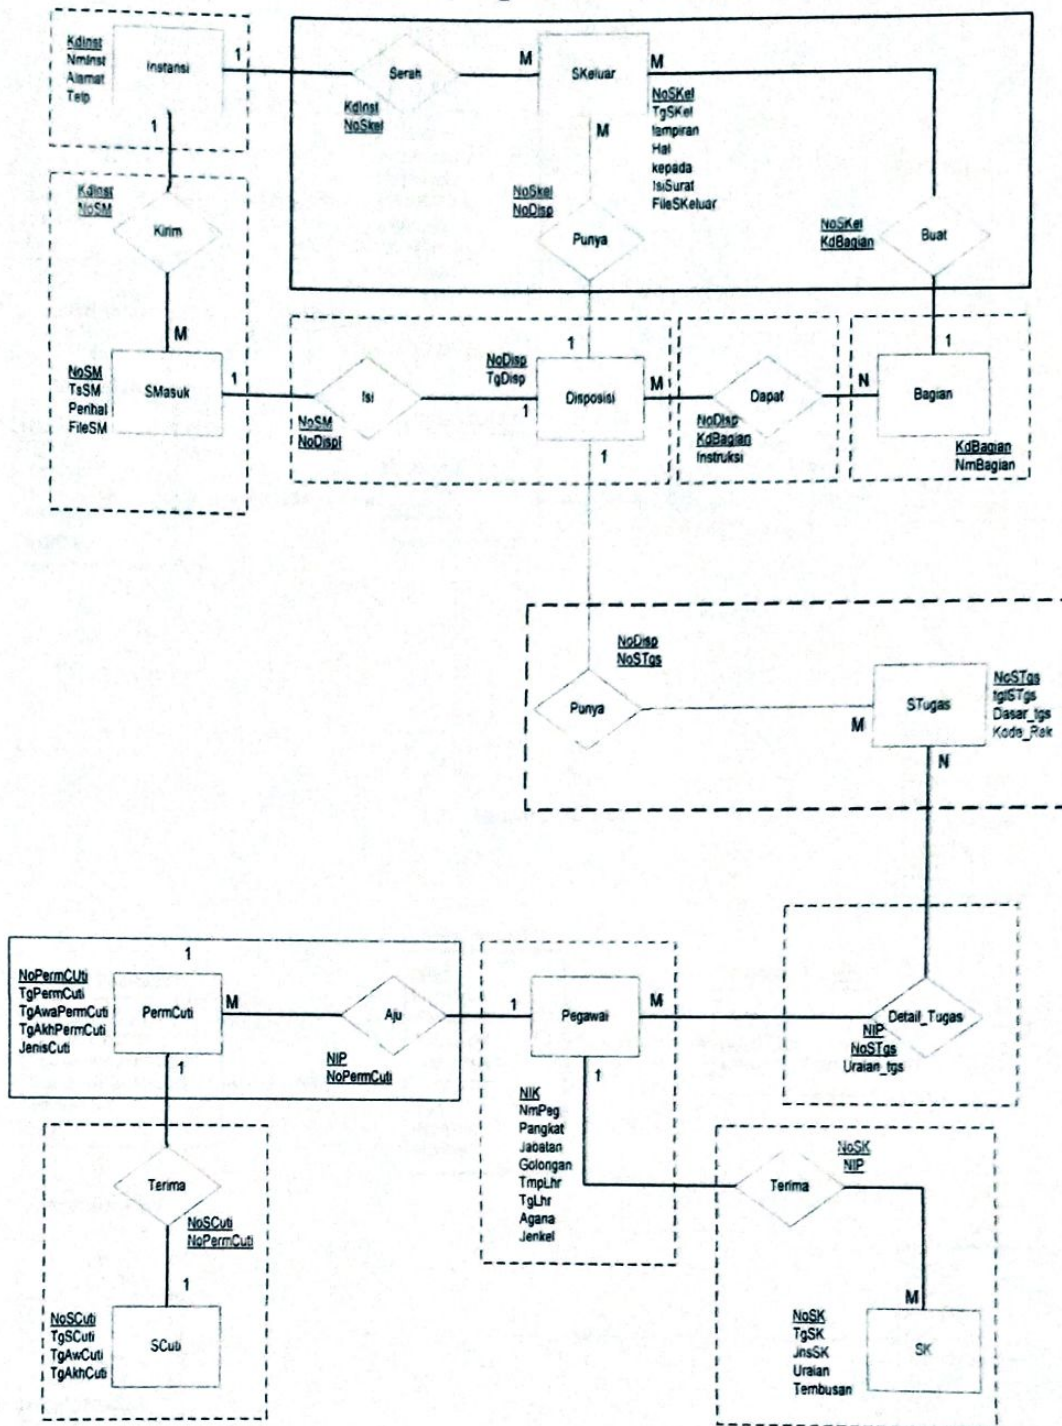 KdInst
NmInst
Alamat
Telp
Instansi
1
1
Serah
KdInst
NoSkel
M
SKeluar
M
NoSKel
TgSKel
lampiran
Hal
kepada
IsiSurat
FileSKeluar
M
NoSkel
NoDisp
Punya
NoSKel
KdBagian
Buat
KdInst
NoSM
Kirim
M
NoSM
TsSM
Perihal
FileSM
SMasuk
1
Isi
NoSM
NoDispl
NoDisp
TgDisp
1
1
Disposisi
M
1
Dapat
NoDisp
KdBagian
Instruksi
N
1
Bagian
KdBagian
NmBagian
NoDisp
NoSTgs
Punya
M
STugas
NoSTgs
tglSTgs
Dasar_tgs
Kode_Rek
N
NoPermCUti
TgPermCuti
TgAwaPermCuti
TgAkhPermCuti
JenisCuti
1
PermCuti
M
1
Aju
NIP
NoPermCuti
1
Pegawai
M
1
NIK
NmPeg
Pangkat
Jabatan
Golongan
TmpLhr
TgLhr
Agana
Jenkel
Detail_Tugas
NIP
NoSTgs
Uraian_tgs
Terima
NoSCuti
NoPermCuti
1
NoSCuti
TgSCuti
TgAwCuti
TgAkhCuti
SCuti
Terima
NoSK
NIP
M
NoSK
TgSK
JnsSK
Uraian
Tembusan
SK